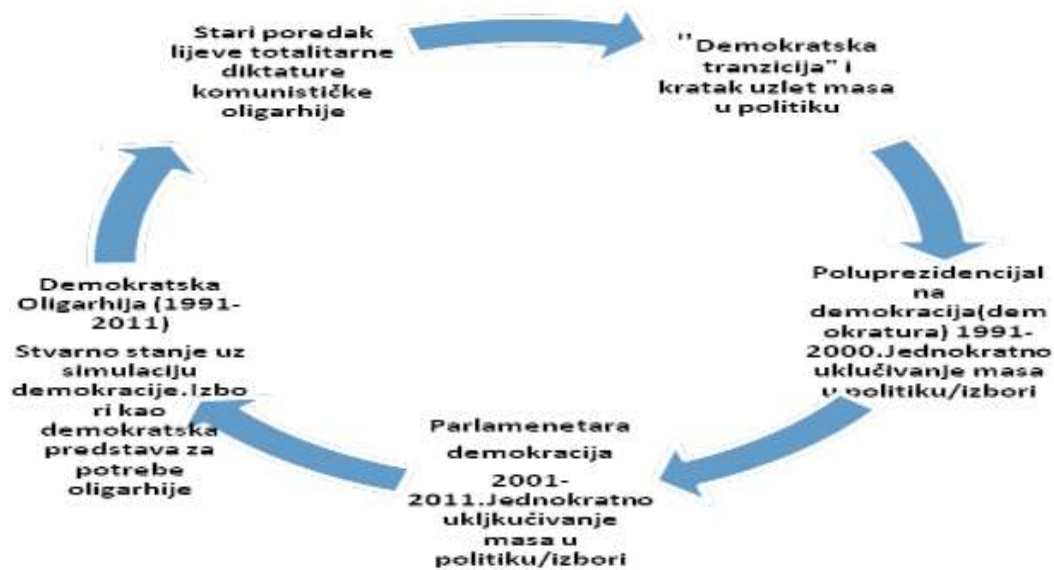 Stari poredak
lijeve totalitarne
diktature
komunističke
oligarhije
"Demokratska
tranzicija" i
kratak uzlet masa
u politiku
Poluprezidencijal
na
demokracija(dem
okratura) 1991-
2000.Jednokratno
uklučivanje masa
u politiku/izbori
Parlamenetara
demokracija
2001-
2011.Jednokratno
ukljkučivanje
masa u
politiku/izbori
Demokratska
Oligarhija (1991-
2011)
Stvarno stanje uz
simulaciju
demokracije.Izbo
ri kao
demokratska
predstava za
potrebe
oligarhije